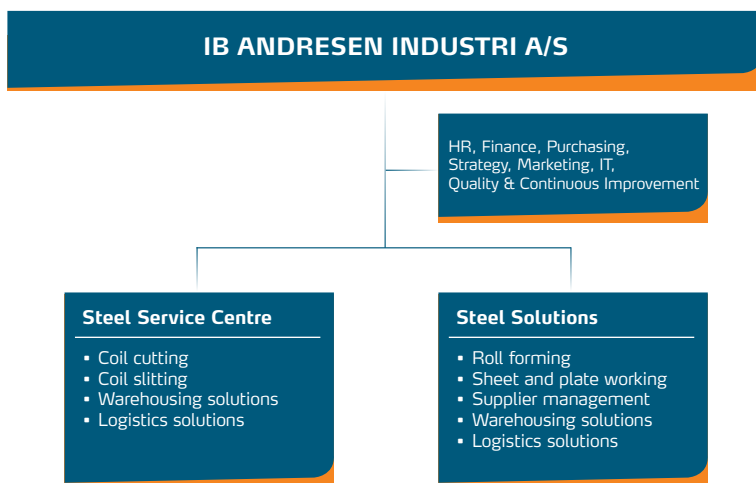 IB ANDRESEN INDUSTRI A/S
HR, Finance, Purchasing,
Strategy, Marketing, IT,
Quality & Continuous Improvement
Steel Service Centre
▪ Coil cutting
▪ Coil slitting
▪ Warehousing solutions
▪ Logistics solutions
Steel Solutions
▪ Roll forming
▪ Sheet and plate working
▪ Supplier management
▪ Warehousing solutions
▪ Logistics solutions